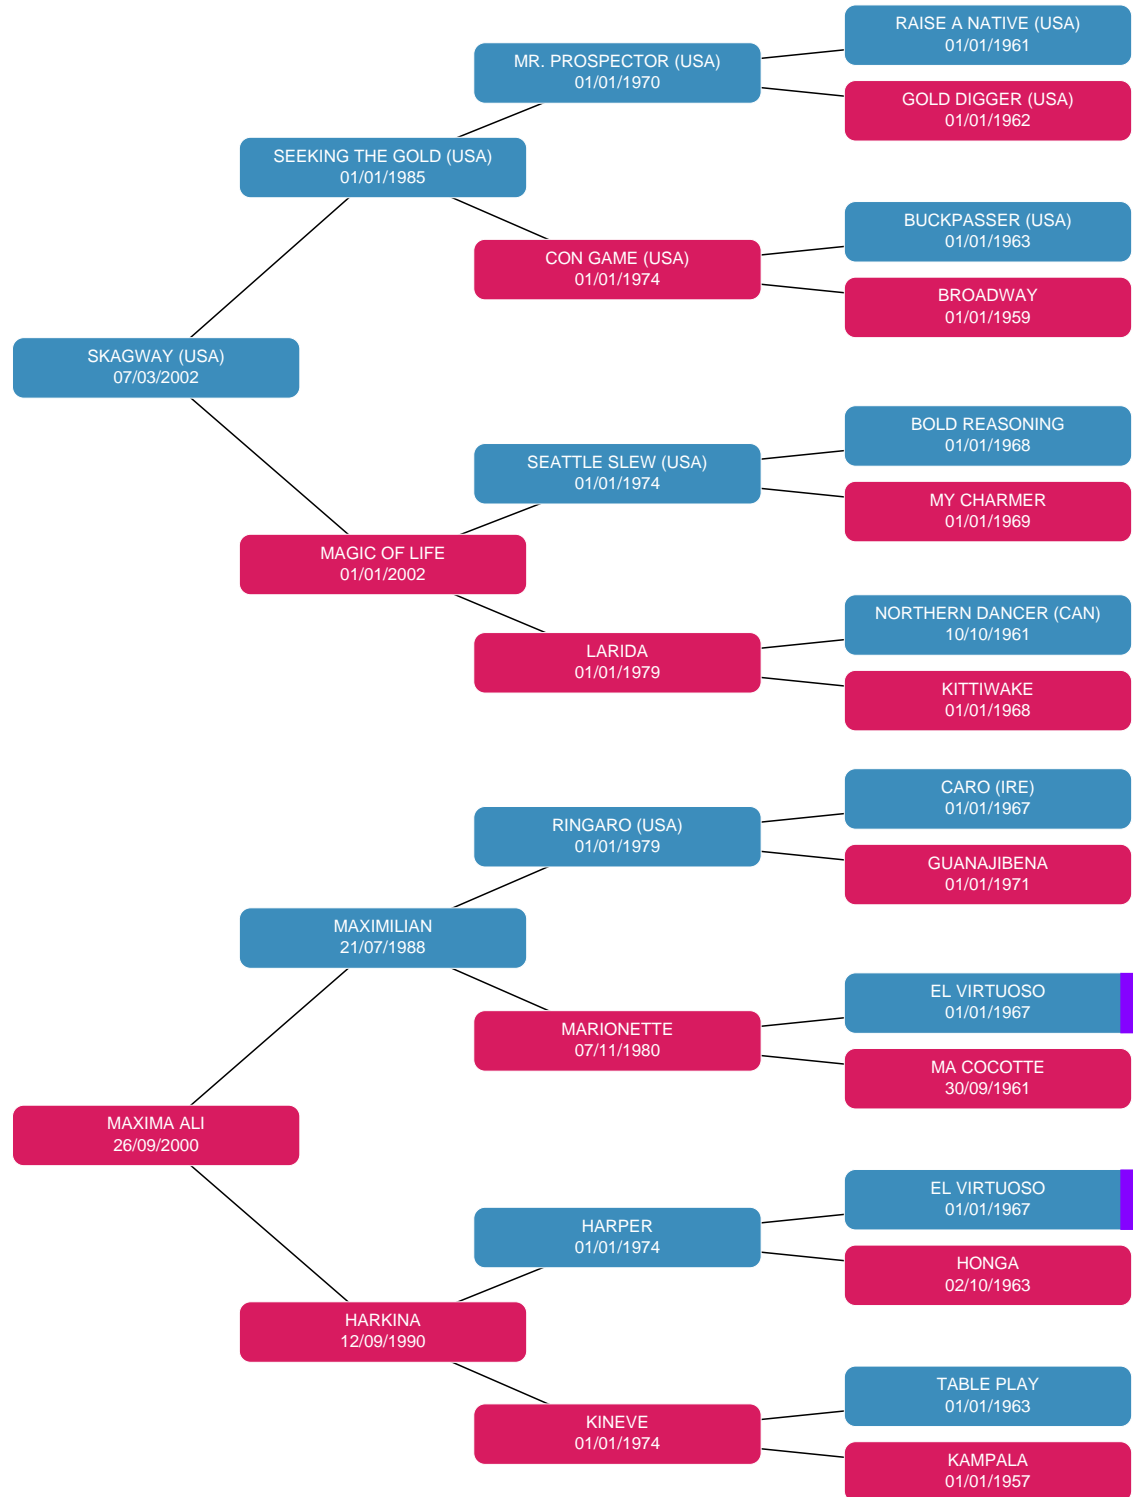 RAISE A NATIVE (USA)
01/01/1961
MR. PROSPECTOR (USA)
01/01/1970
GOLD DIGGER (USA)
01/01/1962
SEEKING THE GOLD (USA)
01/01/1985
BUCKPASSER (USA)
01/01/1963
CON GAME (USA)
01/01/1974
BROADWAY
01/01/1959
SKAGWAY (USA)
07/03/2002
BOLD REASONING
01/01/1968
SEATTLE SLEW (USA)
01/01/1974
MY CHARMER
01/01/1969
MAGIC OF LIFE
01/01/2002
NORTHERN DANCER (CAN)
10/10/1961
LARIDA
01/01/1979
KITTIWAKE
01/01/1968
CARO (IRE)
01/01/1967
RINGARO (USA)
01/01/1979
GUANAJIBENA
01/01/1971
MAXIMILIAN
21/07/1988
EL VIRTUOSO
01/01/1967
MARIONETTE
07/11/1980
MA COCOTTE
30/09/1961
MAXIMA ALI
26/09/2000
EL VIRTUOSO
01/01/1967
HARPER
01/01/1974
HONGA
02/10/1963
HARKINA
12/09/1990
TABLE PLAY
01/01/1963
KINEVE
01/01/1974
KAMPALA
01/01/1957